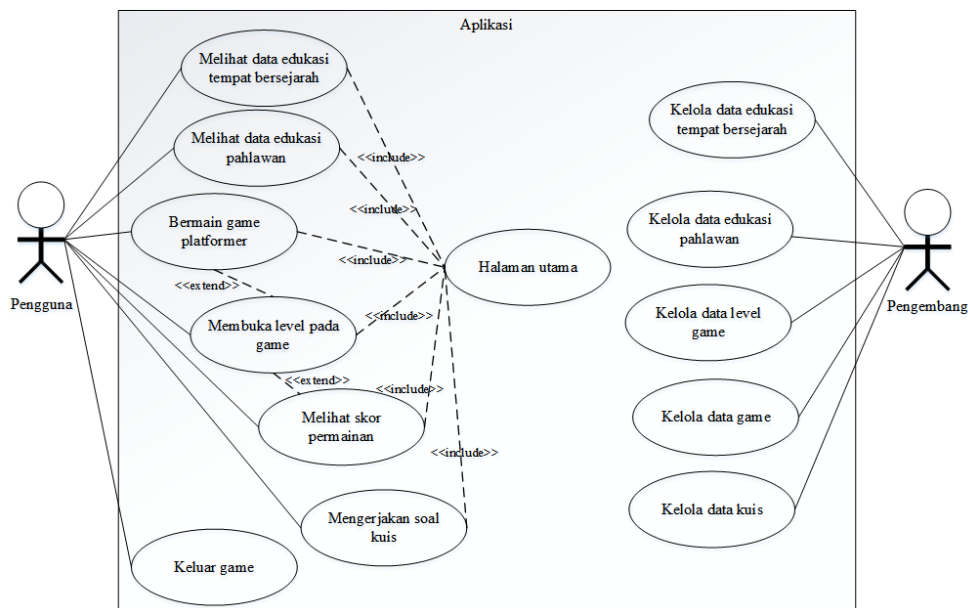 Aplikasi
Melihat data edukasi
tempat bersejarah
Melihat data edukasi
pahlawan
Bermain game
platformer
<<extend>>
Membuka level pada
game
<<extend>>
Melihat skor
permainan
Mengerjakan soal
kuis
Keluar game
Pengguna
<<include>>
<<include>>
<<include>>
<<include>>
<<include>>
<<include>>
Halaman utama
Kelola data edukasi
tempat bersejarah
Kelola data edukasi
pahlawan
Kelola data level
game
Kelola data game
Kelola data kuis
Pengembang